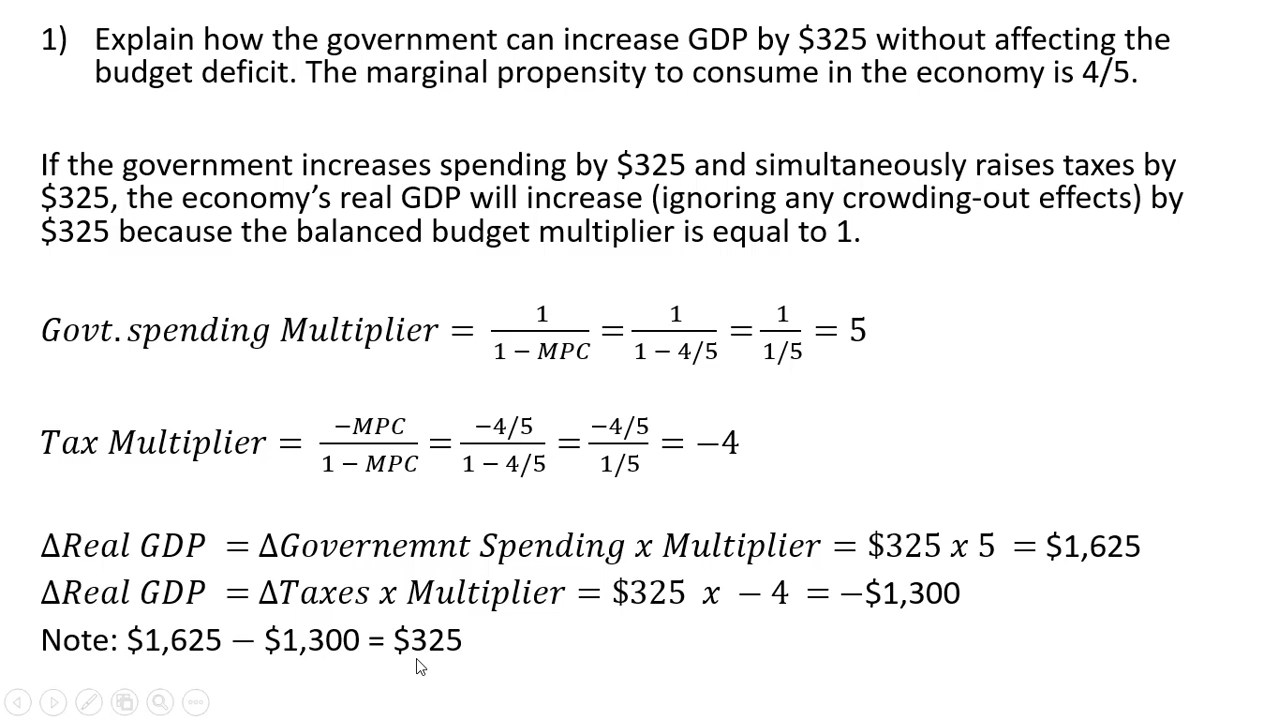 1) Explain how the government can increase GDP by $325 without affecting the
budget deficit. The marginal propensity to consume in the economy is 4/5.
If the government increases spending by $325 and simultaneously raises taxes by
$325, the economy’s real GDP will increase (ignoring any crowding-out effects) by
$325 because the balanced budget multiplier is equal to 1.
Govt. spending Multiplier = 1/(1 − MPC) = 1/(1 − 4/5) = 1/(1/5) = 5
Tax Multiplier = −MPC/(1 − MPC) = (−4/5)/(1 − 4/5) = (−4/5)/(1/5) = −4
ΔReal GDP = ΔGovernemnt Spending x Multiplier = $325 x 5 = $1,625
ΔReal GDP = ΔTaxes x Multiplier = $325 x − 4 = −$1,300
Note: $1,625 − $1,300 = $325